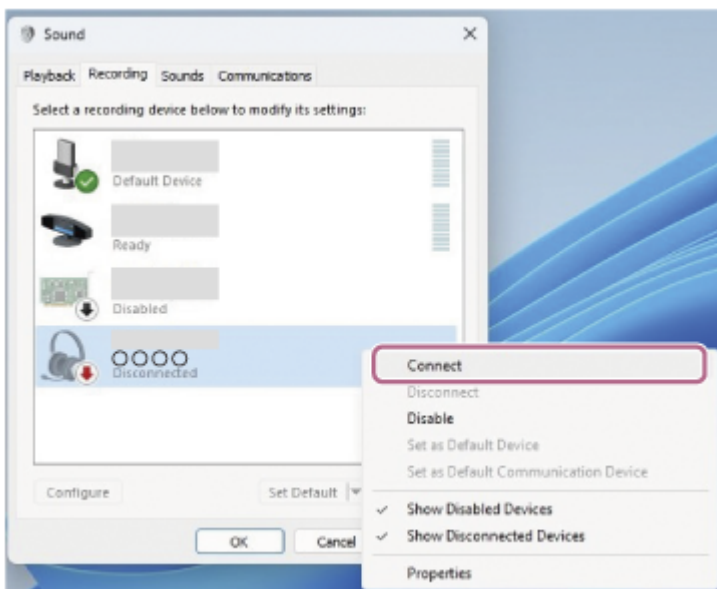 Sound
Playback Recording Sounds Communications
Select a recording device below to modify its settings:
Default Device
Ready
Disabled
○○○○
Disconnected
Connect
Disconnect
Disable
Set as Default Device
Set as Default Communication Device
Configure
Set Default
Show Disabled Devices
Show Disconnected Devices
OK
Cancel
Properties